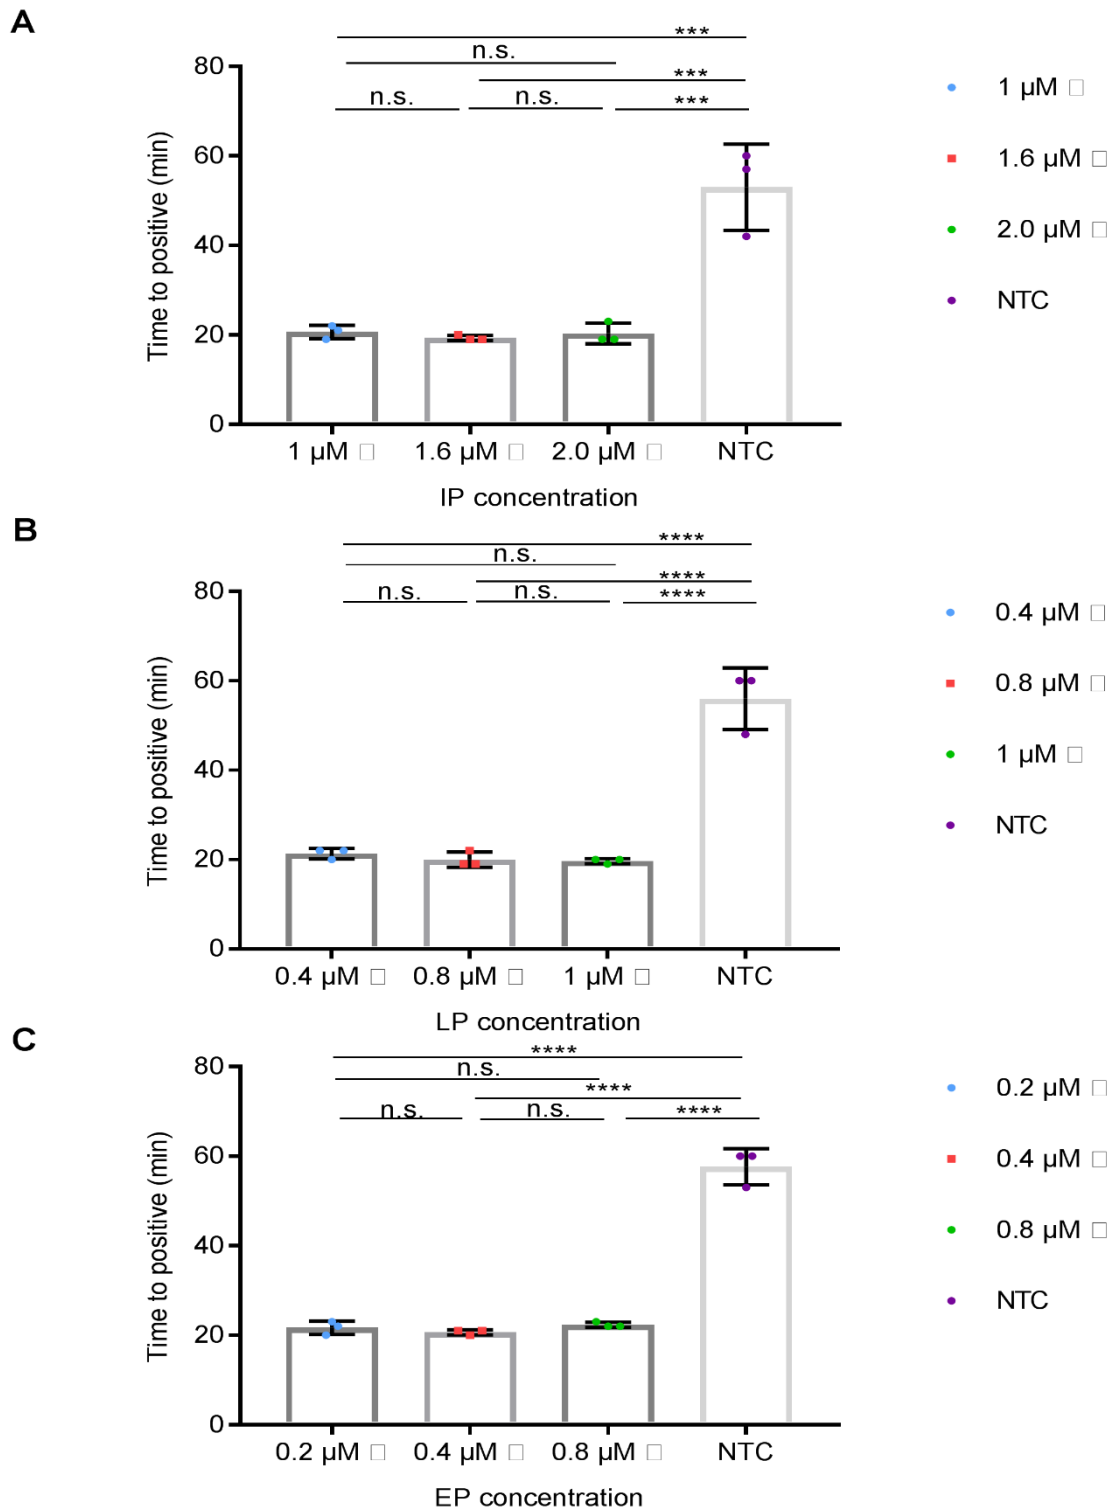 A
***
n.s.
***
n.s.
n.s.
***
80
60
40
20
0
Time to positive (min)
1 µM □
1.6 µM □
2.0 µM □
NTC
IP concentration
1 µM □
1.6 µM □
2.0 µM □
NTC
B
****
n.s.
****
n.s.
n.s.
****
80
60
40
20
0
Time to positive (min)
0.4 µM □
0.8 µM □
1 µM □
NTC
LP concentration
0.4 µM □
0.8 µM □
1 µM □
NTC
C
****
n.s.
****
n.s.
n.s.
****
80
60
40
20
0
Time to positive (min)
0.2 µM □
0.4 µM □
0.8 µM □
NTC
EP concentration
0.2 µM □
0.4 µM □
0.8 µM □
NTC